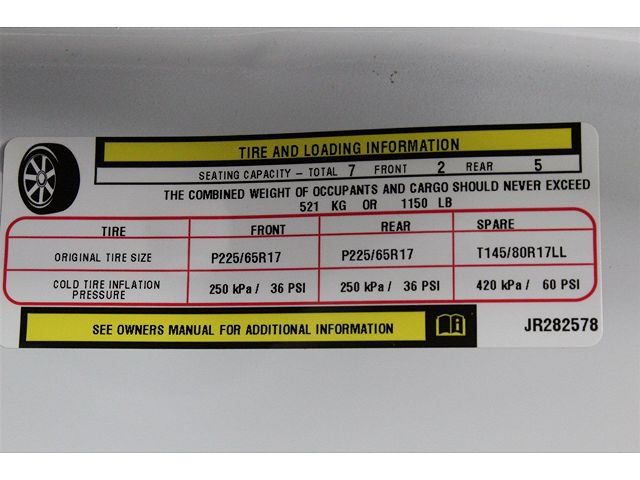 TIRE AND LOADING INFORMATION
SEATING CAPACITY – TOTAL 7 FRONT 2 REAR 5
THE COMBINED WEIGHT OF OCCUPANTS AND CARGO SHOULD NEVER EXCEED
521 KG OR 1150 LB
TIRE FRONT REAR SPARE
ORIGINAL TIRE SIZE P225/65R17 P225/65R17 T145/80R17LL
COLD TIRE INFLATION PRESSURE 250 kPa / 36 PSI 250 kPa / 36 PSI 420 kPa / 60 PSI
SEE OWNERS MANUAL FOR ADDITIONAL INFORMATION JR282578